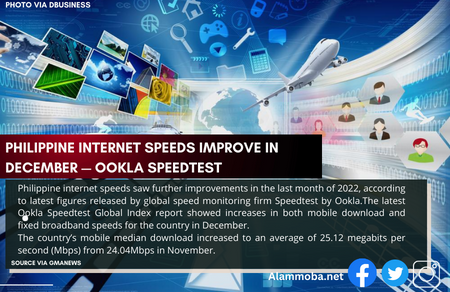 PHOTO VIA DBUSINESS
PHILIPPINE INTERNET SPEEDS IMPROVE IN
DECEMBER — OOKLA SPEEDTEST
Philippine internet speeds saw further improvements in the last month of 2022, according
to latest figures released by global speed monitoring firm Speedtest by Ookla.The latest
Ookla Speedtest Global Index report showed increases in both mobile download and
fixed broadband speeds for the country in December.
The country's mobile median download increased to an average of 25.12 megabits per
second (Mbps) from 24.04Mbps in November.
SOURCE VIA GMANEWS
Alammoba.net